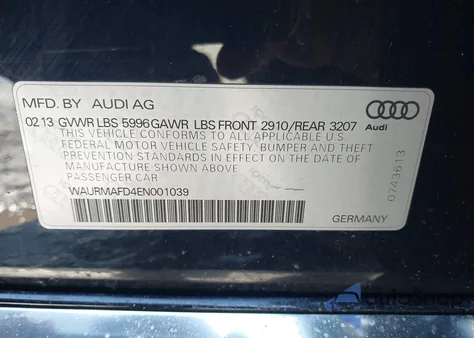 MFD. BY AUDI AG
02 13 GVWR LBS 5996 GAWR LBS FRONT 2910/REAR 3207
THIS VEHICLE CONFORMS TO ALL APPLICABLE U S
FEDERAL MOTOR VEHICLE SAFETY, BUMPER AND THEFT
PREVENTION STANDARDS IN EFFECT ON THE DATE OF
MANUFACTURE SHOWN ABOVE
PASSENGER CAR
WAURMAFD4EN001039
Audi
0743613
GERMANY